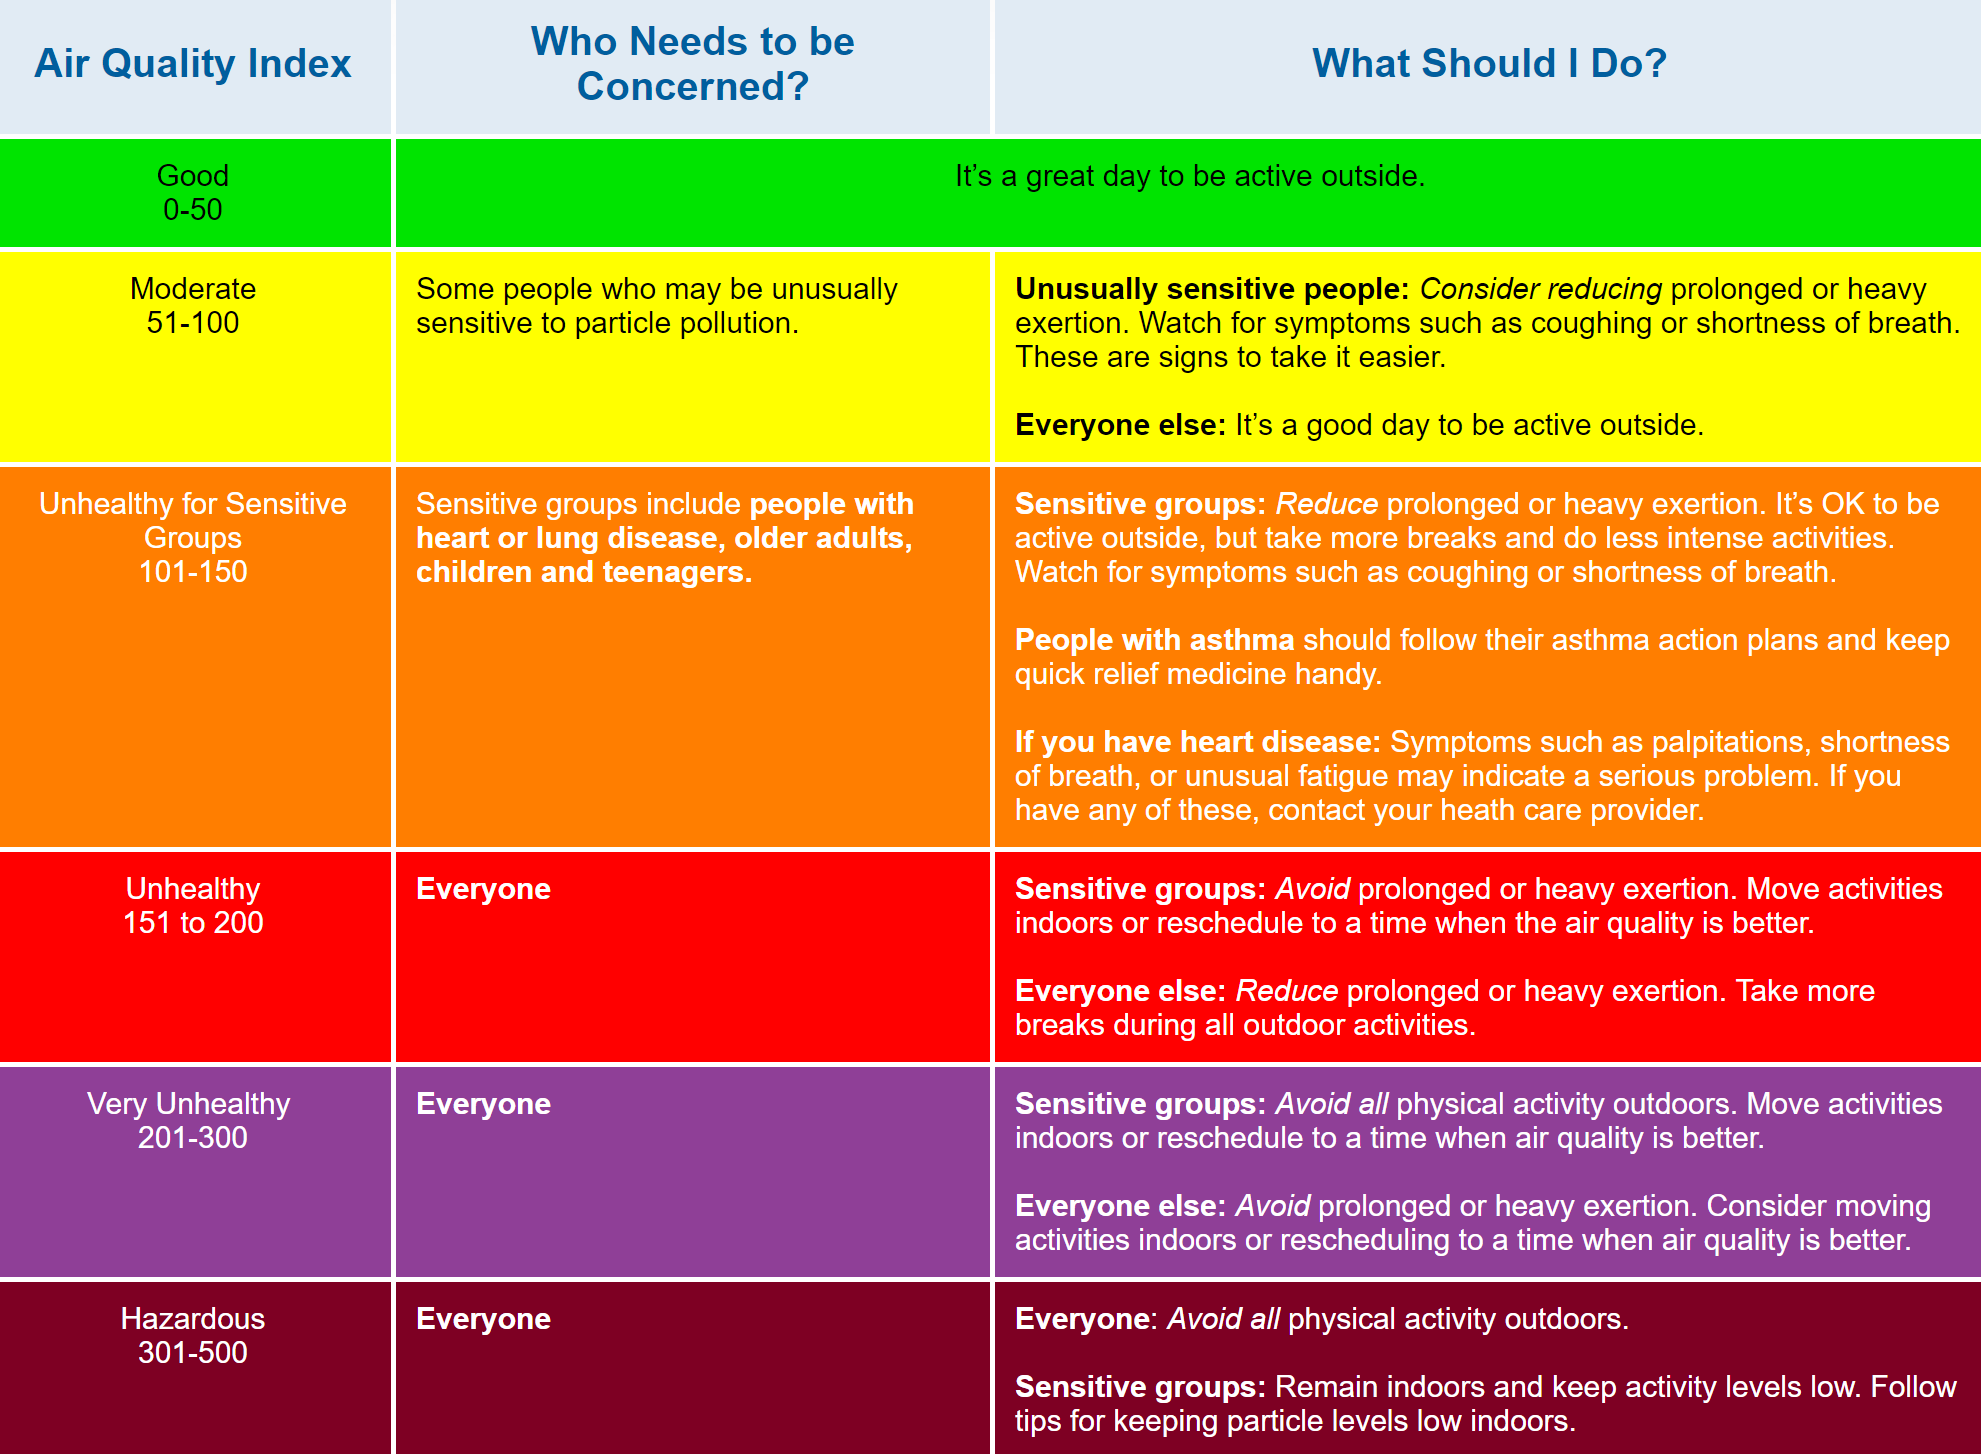 Air Quality Index
Who Needs to be
Concerned?
What Should I Do?
Good
0-50
It’s a great day to be active outside.
Moderate
51-100
Some people who may be unusually
sensitive to particle pollution.
Unusually sensitive people: Consider reducing prolonged or heavy
exertion. Watch for symptoms such as coughing or shortness of breath.
These are signs to take it easier.
Everyone else: It’s a good day to be active outside.
Unhealthy for Sensitive
Groups
101-150
Sensitive groups include people with
heart or lung disease, older adults,
children and teenagers.
Sensitive groups: Reduce prolonged or heavy exertion. It’s OK to be
active outside, but take more breaks and do less intense activities.
Watch for symptoms such as coughing or shortness of breath.
People with asthma should follow their asthma action plans and keep
quick relief medicine handy.
If you have heart disease: Symptoms such as palpitations, shortness
of breath, or unusual fatigue may indicate a serious problem. If you
have any of these, contact your heath care provider.
Unhealthy
151 to 200
Everyone
Sensitive groups: Avoid prolonged or heavy exertion. Move activities
indoors or reschedule to a time when the air quality is better.
Everyone else: Reduce prolonged or heavy exertion. Take more
breaks during all outdoor activities.
Very Unhealthy
201-300
Everyone
Sensitive groups: Avoid all physical activity outdoors. Move activities
indoors or reschedule to a time when air quality is better.
Everyone else: Avoid prolonged or heavy exertion. Consider moving
activities indoors or rescheduling to a time when air quality is better.
Hazardous
301-500
Everyone
Everyone: Avoid all physical activity outdoors.
Sensitive groups: Remain indoors and keep activity levels low. Follow
tips for keeping particle levels low indoors.